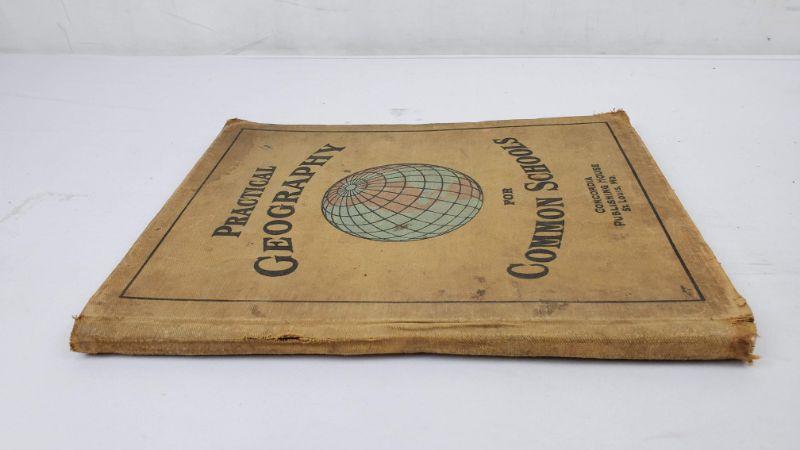 PRACTICAL
GEOGRAPHY
FOR
COMMON SCHOOLS
CONCORDIA
PUBLISHING HOUSE
ST. LOUIS, MO.